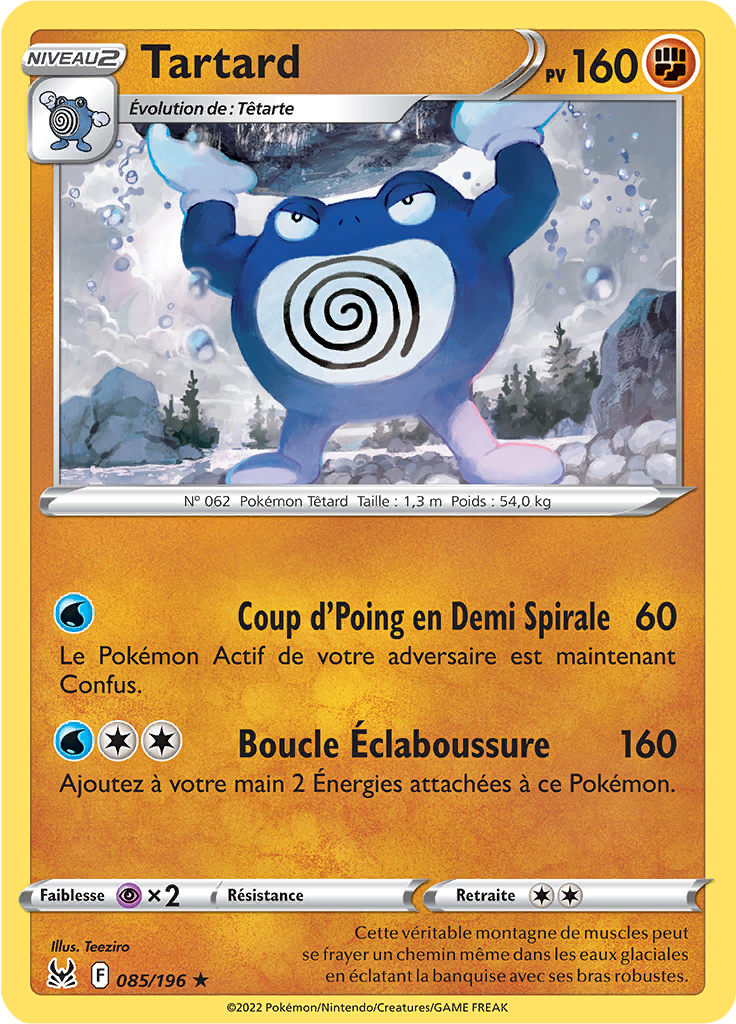 NIVEAU 2
Tartard
PV 160
Évolution de : Têtarte
N° 062 Pokémon Têtard Taille : 1,3 m Poids : 54,0 kg
Coup d'Poing en Demi Spirale 60
Le Pokémon Actif de votre adversaire est maintenant
Confus.
Boucle Éclaboussure 160
Ajoutez à votre main 2 Énergies attachées à ce Pokémon.
Faiblesse ×2 Résistance Retraite
Illus. Teeziro
Cette véritable montagne de muscles peut
se frayer un chemin même dans les eaux glaciales
en éclatant la banquise avec ses bras robustes.
F 085/196 ★
©2022 Pokémon/Nintendo/Creatures/GAME FREAK